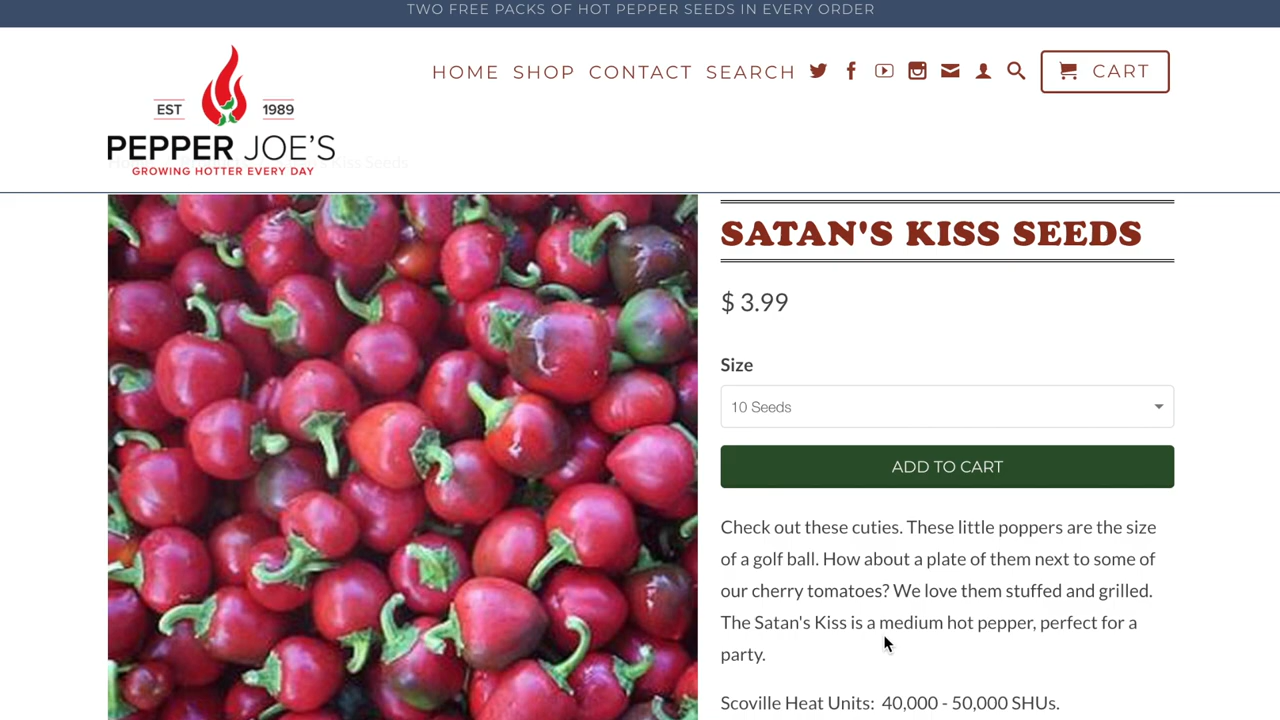 TWO FREE PACKS OF HOT PEPPER SEEDS IN EVERY ORDER
HOME SHOP CONTACT SEARCH CART
EST 1989
PEPPER JOE'S
GROWING HOTTER EVERY DAY
Kiss Seeds
SATAN'S KISS SEEDS
$ 3.99
Size
10 Seeds
ADD TO CART
Check out these cuties. These little poppers are the size
of a golf ball. How about a plate of them next to some of
our cherry tomatoes? We love them stuffed and grilled.
The Satan's Kiss is a medium hot pepper, perfect for a
party.
Scoville Heat Units: 40,000 - 50,000 SHUs.